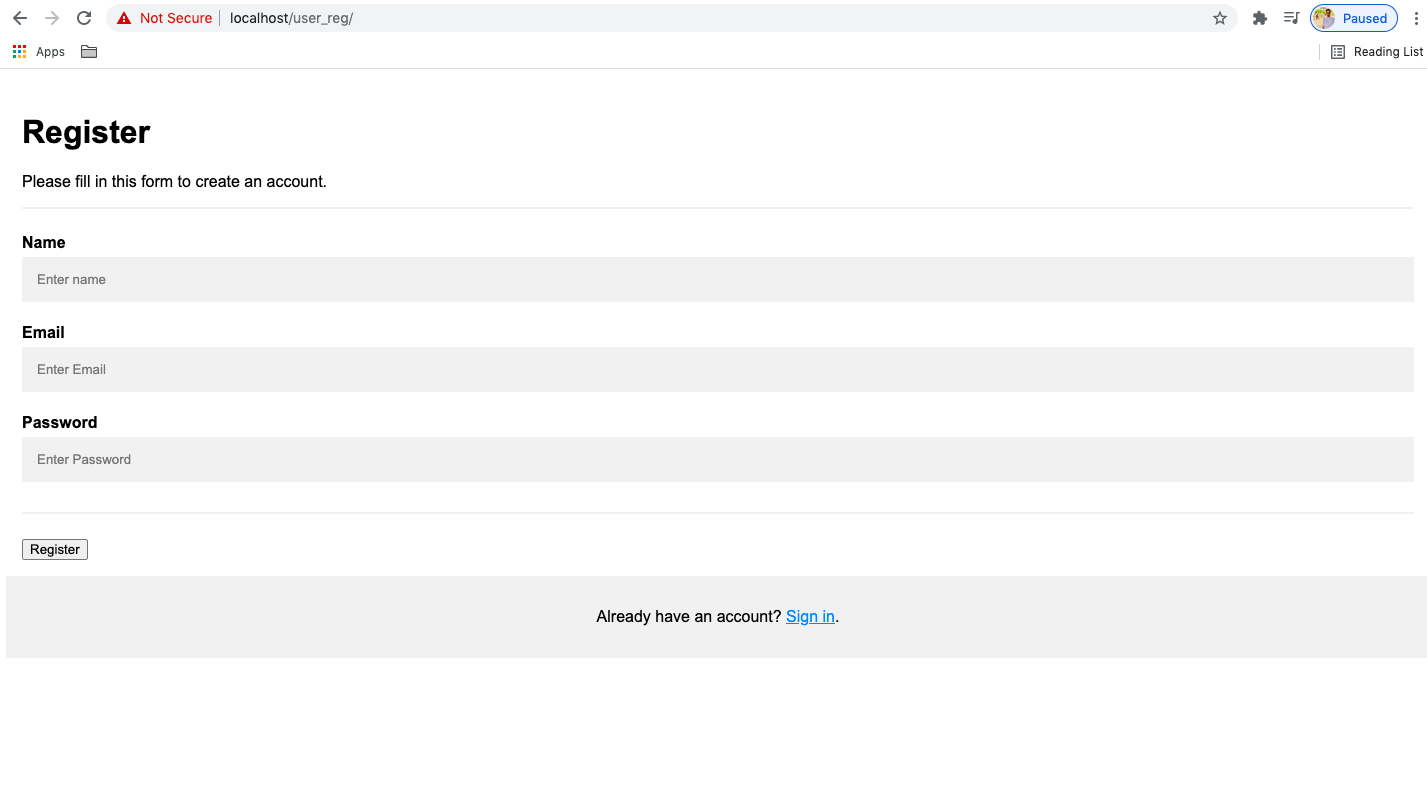 Not Secure localhost/user_reg/ Paused
Apps Reading List
Register
Please fill in this form to create an account.
Name
Enter name
Email
Enter Email
Password
Enter Password
Register
Already have an account? Sign in.